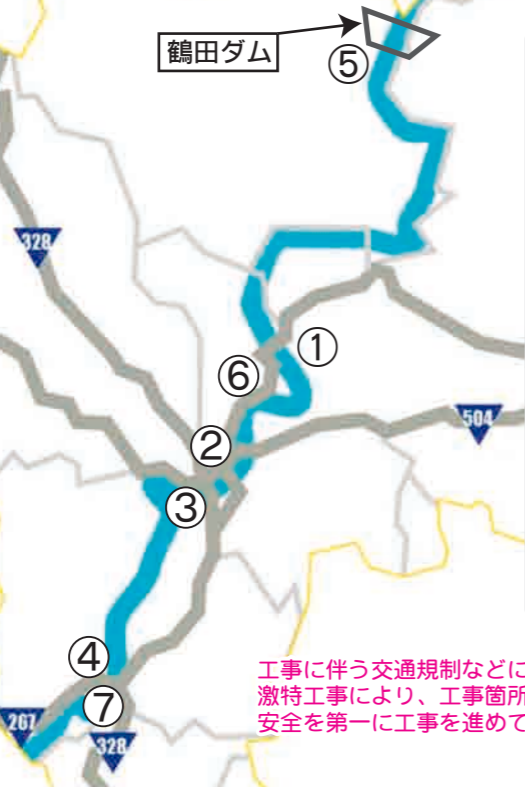 鶴田ダム
⑤
328
①
⑥
504
②
③
④
工事に伴う交通規制などに
激特工事により、工事箇所
安全を第一に工事を進めて
⑦
267
328